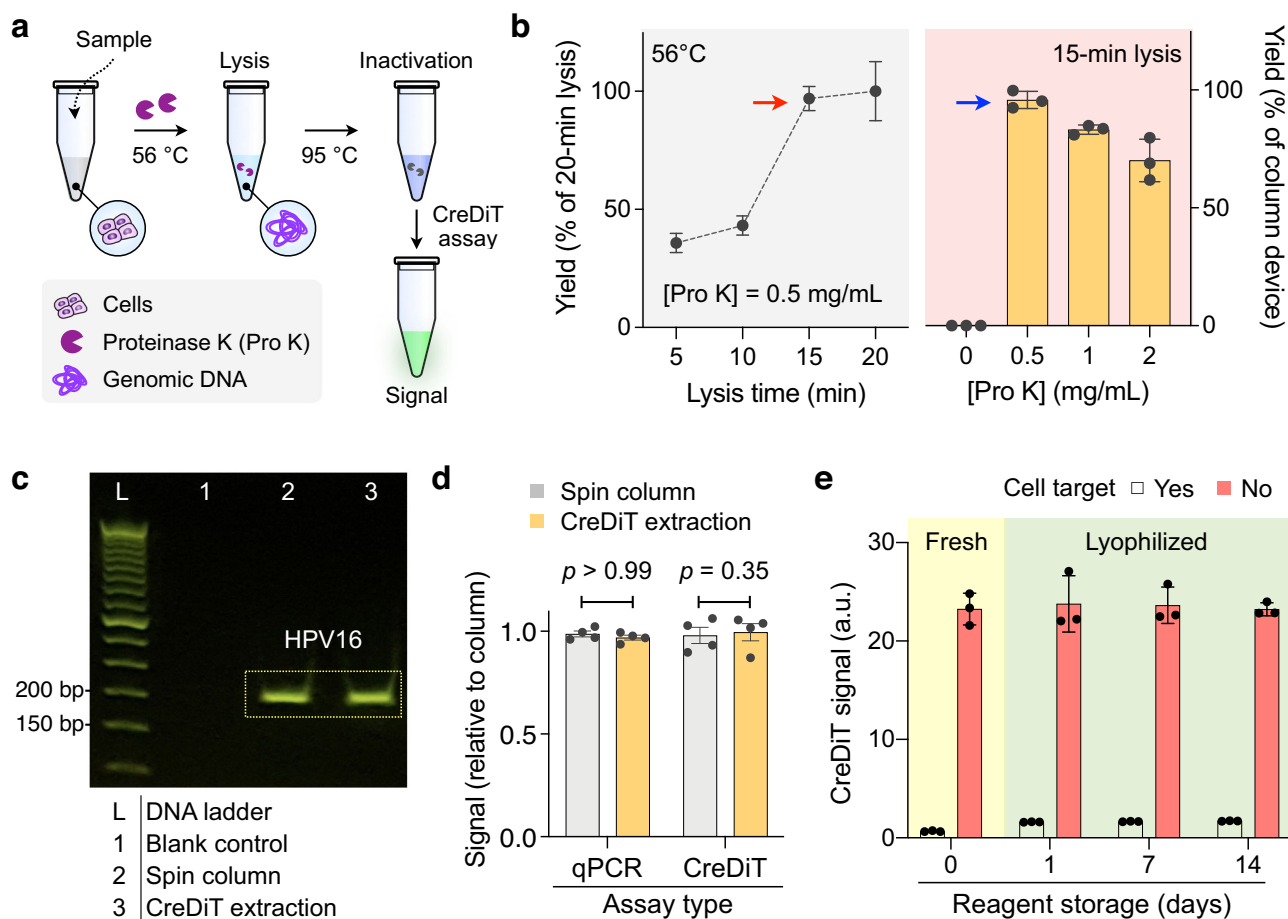 a
Sample
Lysis
Inactivation
56 °C
95 °C
CreDiT
assay
Signal
Cells
Proteinase K (Pro K)
Genomic DNA
b
Yield (% of 20-min lysis)
100
50
0
56°C
[Pro K] = 0.5 mg/mL
5 10 15 20
Lysis time (min)
15-min lysis
0 0.5 1 2
[Pro K] (mg/mL)
100
50
0
Yield (% of column device)
c
L 1 2 3
HPV16
200 bp
150 bp
L DNA ladder
1 Blank control
2 Spin column
3 CreDiT extraction
d
Spin column
CreDiT extraction
p > 0.99 p = 0.35
Signal (relative to column)
1.0
0.5
0.0
qPCR CreDiT
Assay type
e
Cell target Yes No
Fresh Lyophilized
CreDiT signal (a.u.)
30
20
10
0
0 1 7 14
Reagent storage (days)